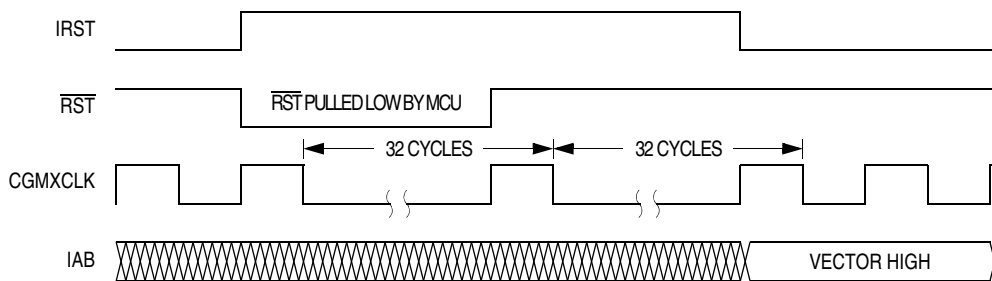 IRST
RST
RST PULLED LOW BY MCU
32 CYCLES
32 CYCLES
CGMXCLK
IAB
VECTOR HIGH